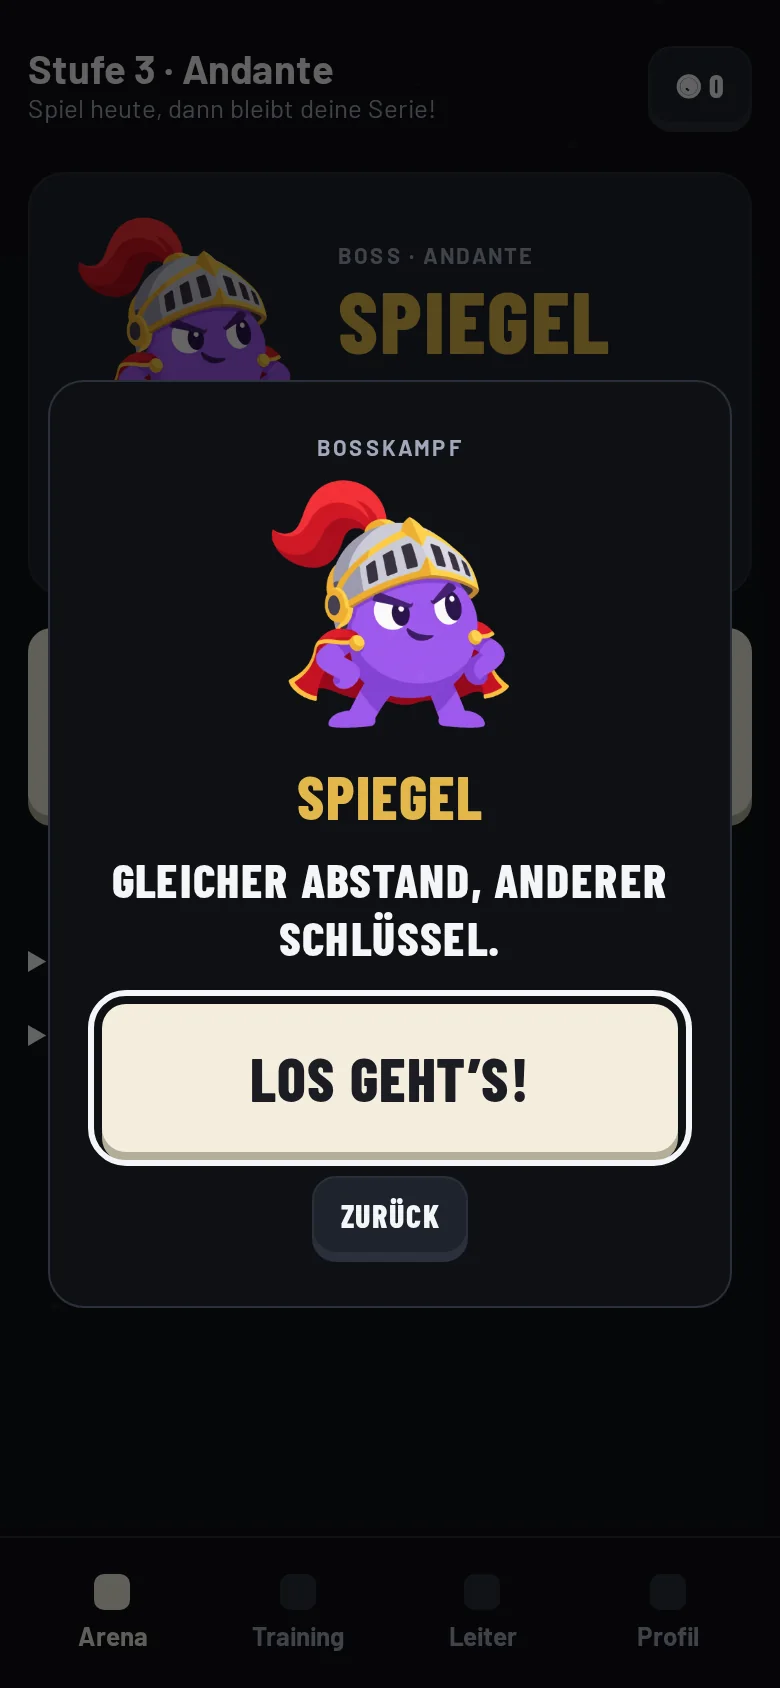 Stufe 3 · Andante
Spiel heute, dann bleibt deine Serie!
0
BOSS · ANDANTE
SPIEGEL
BOSSKAMPF
SPIEGEL
GLEICHER ABSTAND, ANDERER
SCHLÜSSEL.
LOS GEHT’S!
ZURÜCK
Arena
Training
Leiter
Profil